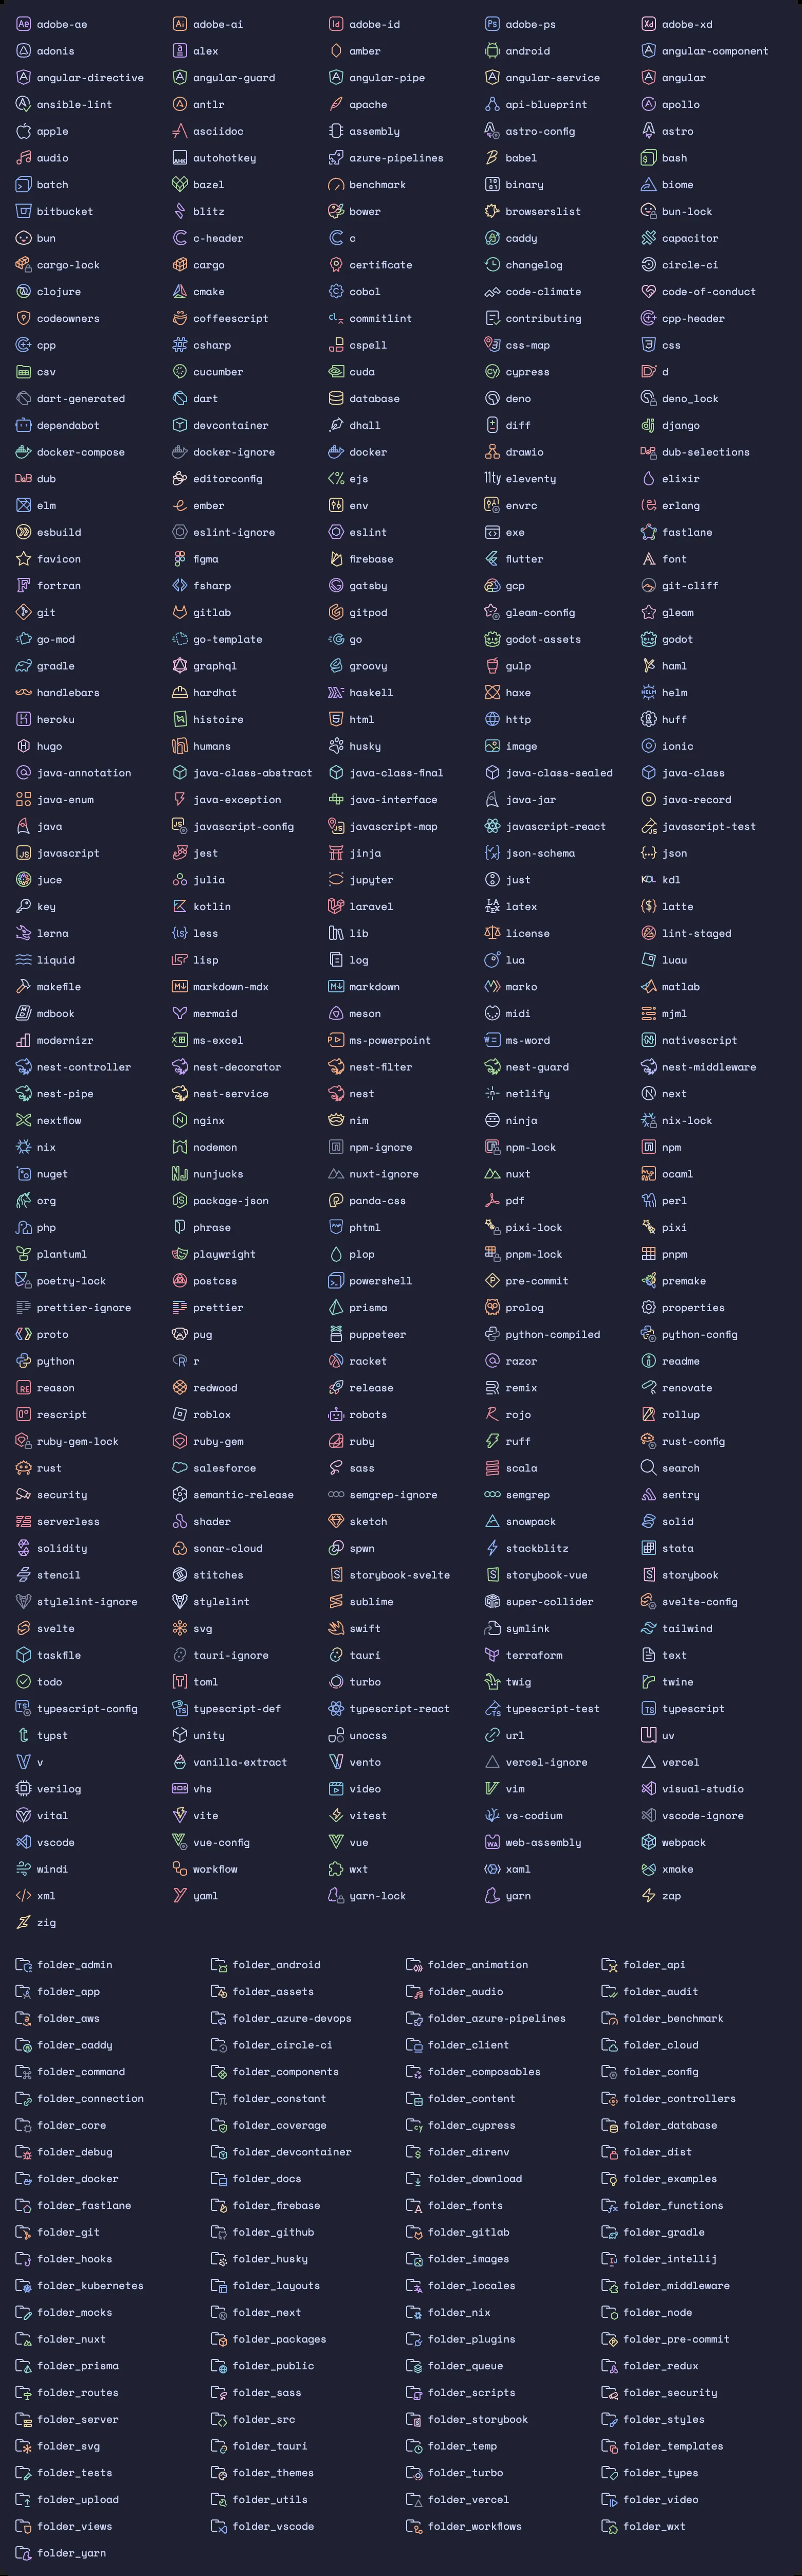 adobe-ae adobe-ai adobe-id adobe-ps adobe-xd
adonis alex amber android angular-component
angular-directive angular-guard angular-pipe angular-service angular
ansible-lint antlr apache api-blueprint apollo
apple asciidoc assembly astro-config astro
audio autohotkey azure-pipelines babel bash
batch bazel benchmark binary biome
bitbucket blitz bower browserslist bun-lock
bun c-header c caddy capacitor
cargo-lock cargo certificate changelog circle-ci
clojure cmake cobol code-climate code-of-conduct
codeowners coffeescript commitlint contributing cpp-header
cpp csharp cspell css-map css
csv cucumber cuda cypress d
dart-generated dart database deno deno_lock
dependabot devcontainer dhall diff django
docker-compose docker-ignore docker drawio dub-selections
dub editorconfig ejs eleventy elixir
elm ember env envrc erlang
esbuild eslint-ignore eslint exe fastlane
favicon figma firebase flutter font
fortran fsharp gatsby gcp git-cliff
git gitlab gitpod gleam-config gleam
go-mod go-template go godot-assets godot
gradle graphql groovy gulp haml
handlebars hardhat haskell haxe helm
heroku histoire html http huff
hugo humans husky image ionic
java-annotation java-class-abstract java-class-final java-class-sealed java-class
java-enum java-exception java-interface java-jar java-record
java javascript-config javascript-map javascript-react javascript-test
javascript jest jinja json-schema json
juce julia jupyter just kdl
key kotlin laravel latex latte
lerna less lib license lint-staged
liquid lisp log lua luau
makefile markdown-mdx markdown marko matlab
mdbook mermaid meson midi mjml
modernizr ms-excel ms-powerpoint ms-word nativescript
nest-controller nest-decorator nest-filter nest-guard nest-middleware
nest-pipe nest-service nest netlify next
nextflow nginx nim ninja nix-lock
nix nodemon npm-ignore npm-lock npm
nuget nunjucks nuxt-ignore nuxt ocaml
org package-json panda-css pdf perl
php phrase phtml pixi-lock pixi
plantuml playwright plop pnpm-lock pnpm
poetry-lock postcss powershell pre-commit premake
prettier-ignore prettier prisma prolog properties
proto pug puppeteer python-compiled python-config
python r racket razor readme
reason redwood release remix renovate
rescript roblox robots rojo rollup
ruby-gem-lock ruby-gem ruby ruff rust-config
rust salesforce sass scala search
security semantic-release semgrep-ignore semgrep sentry
serverless shader sketch snowpack solid
solidity sonar-cloud spwn stackblitz stata
stencil stitches storybook-svelte storybook-vue storybook
stylelint-ignore stylelint sublime super-collider svelte-config
svelte svg swift symlink tailwind
taskfile tauri-ignore tauri terraform text
todo toml turbo twig twine
typescript-config typescript-def typescript-react typescript-test typescript
typst unity unocss url uv
v vanilla-extract vento vercel-ignore vercel
verilog vhs video vim visual-studio
vital vite vitest vs-codium vscode-ignore
vscode vue-config vue web-assembly webpack
windi workflow wxt xaml xmake
xml yaml yarn-lock yarn zap
zig
folder_admin folder_android folder_animation folder_api
folder_app folder_assets folder_audio folder_audit
folder_aws folder_azure-devops folder_azure-pipelines folder_benchmark
folder_caddy folder_circle-ci folder_client folder_cloud
folder_command folder_components folder_composables folder_config
folder_connection folder_constant folder_content folder_controllers
folder_core folder_coverage folder_cypress folder_database
folder_debug folder_devcontainer folder_direnv folder_dist
folder_docker folder_docs folder_download folder_examples
folder_fastlane folder_firebase folder_fonts folder_functions
folder_git folder_github folder_gitlab folder_gradle
folder_hooks folder_husky folder_images folder_intellij
folder_kubernetes folder_layouts folder_locales folder_middleware
folder_mocks folder_next folder_nix folder_node
folder_nuxt folder_packages folder_plugins folder_pre-commit
folder_prisma folder_public folder_queue folder_redux
folder_routes folder_sass folder_scripts folder_security
folder_server folder_src folder_storybook folder_styles
folder_svg folder_tauri folder_temp folder_templates
folder_tests folder_themes folder_turbo folder_types
folder_upload folder_utils folder_vercel folder_video
folder_views folder_vscode folder_workflows folder_wxt
folder_yarn